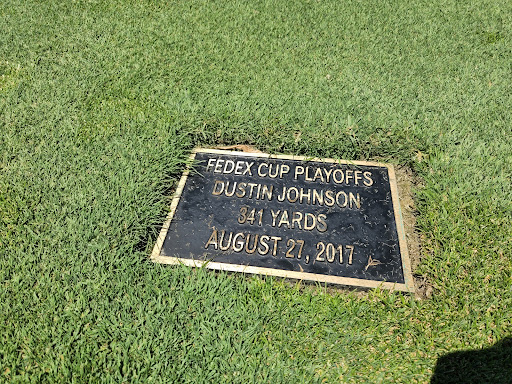 FEDEX CUP PLAYOFFS
DUSTIN JOHNSON
341 YARDS
AUGUST 27, 2017